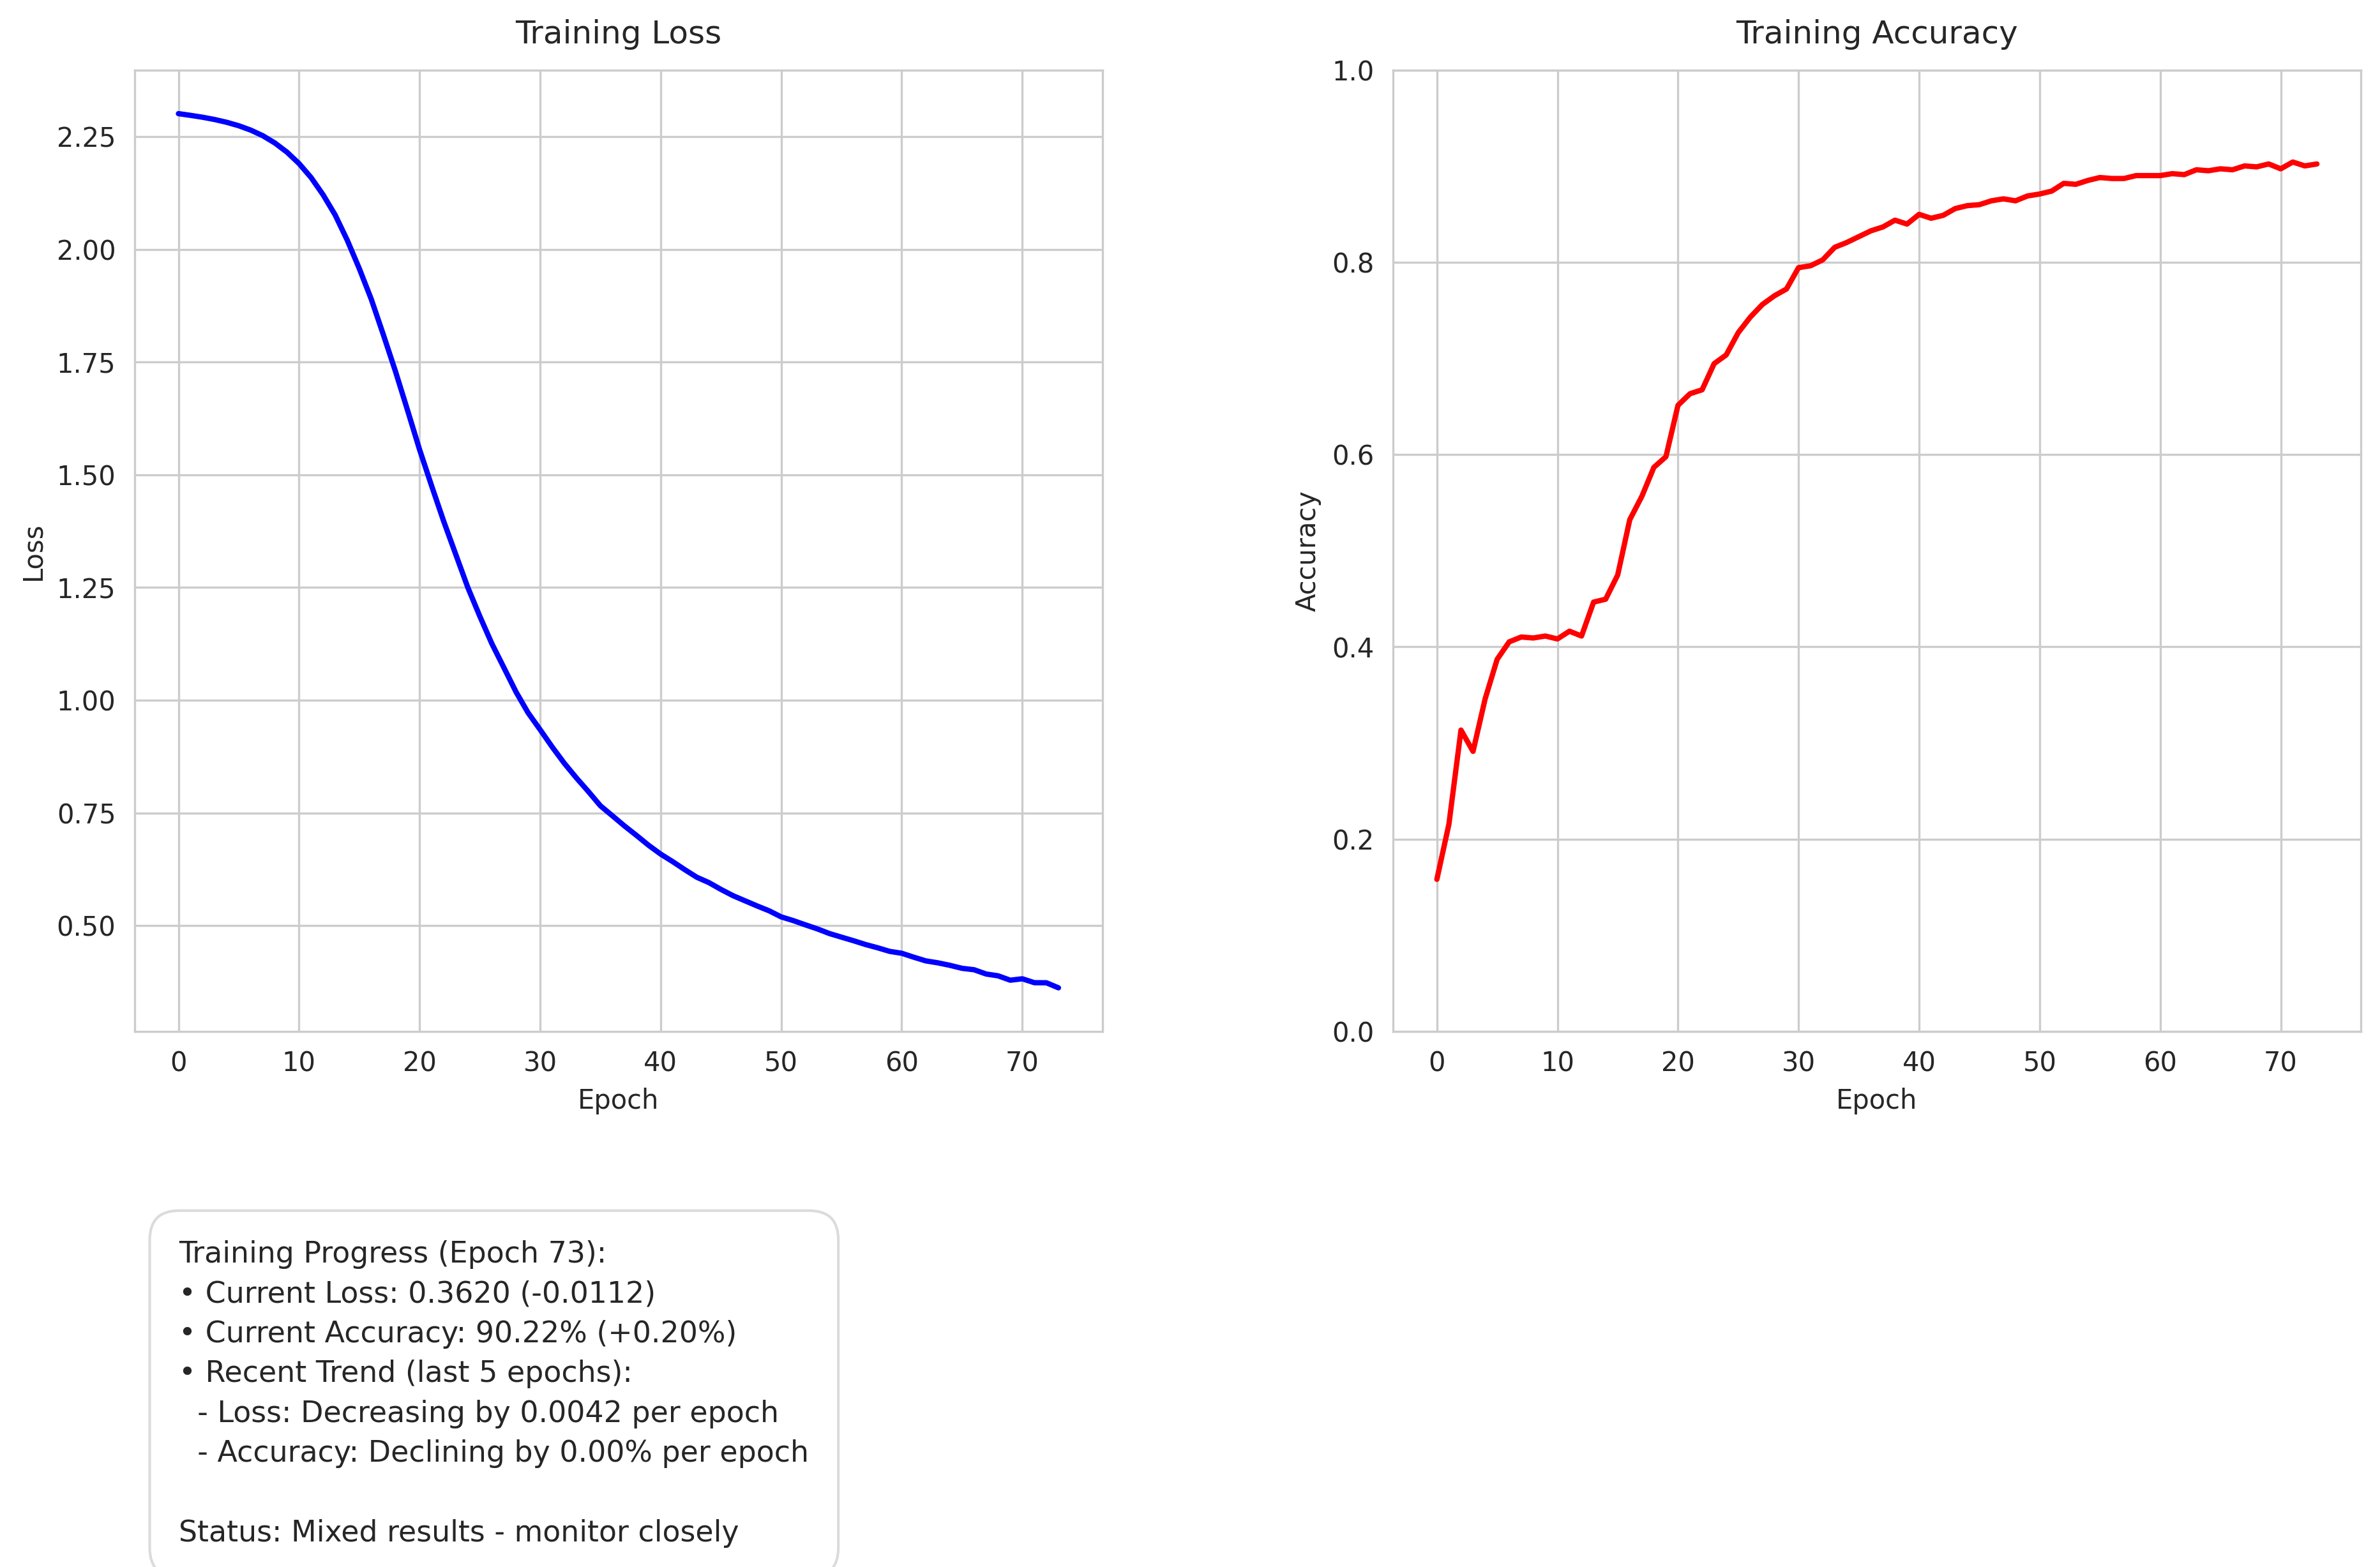 Training Loss
2.25
2.00
1.75
1.50
1.25
1.00
0.75
0.50
Loss
0 10 20 30 40 50 60 70
Epoch
Training Accuracy
1.0
0.8
0.6
0.4
0.2
0.0
Accuracy
0 10 20 30 40 50 60 70
Epoch
Training Progress (Epoch 73):
• Current Loss: 0.3620 (-0.0112)
• Current Accuracy: 90.22% (+0.20%)
• Recent Trend (last 5 epochs):
- Loss: Decreasing by 0.0042 per epoch
- Accuracy: Declining by 0.00% per epoch
Status: Mixed results - monitor closely